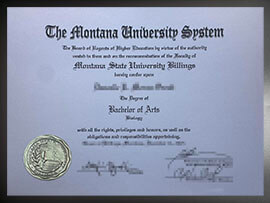 The Montana University System
The Board of Regents of Higher Education by virtue of the authority
vested in them and on the recommendation of the Faculty of
Montana State University Billings
hereby confer upon
The Degree of
Bachelor of Arts
Biology
with all the rights, privileges and honors, as well as the
obligations and responsibilities appertaining.